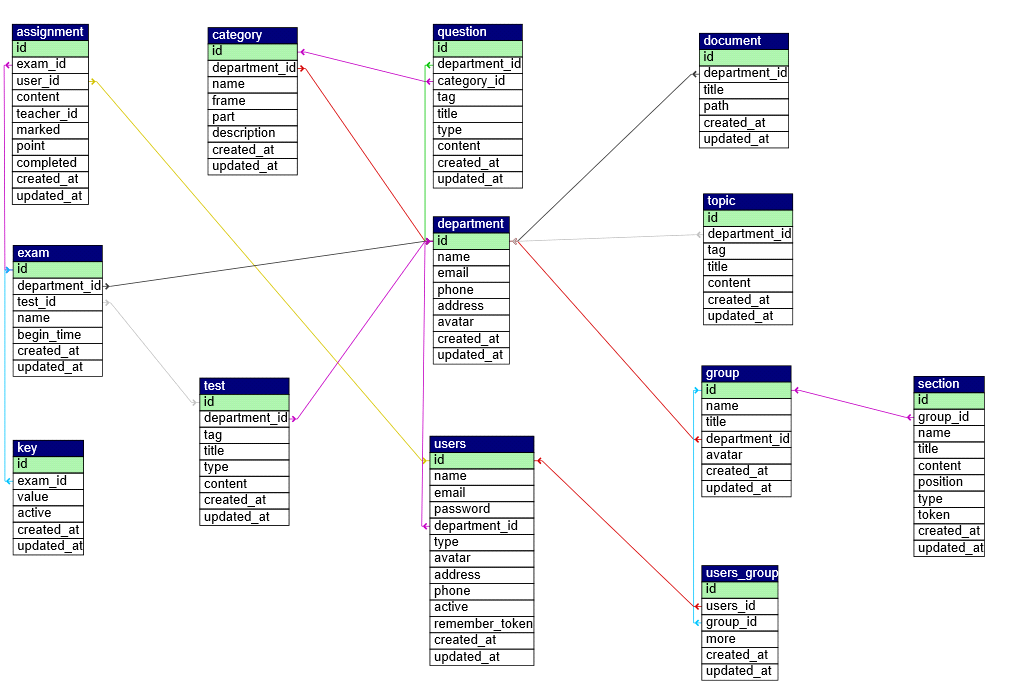 assignment
id
exam_id
user_id
content
teacher_id
marked
point
completed
created_at
updated_at
category
id
department_id
name
frame
part
description
created_at
updated_at
question
id
department_id
category_id
tag
title
type
content
created_at
updated_at
document
id
department_id
title
path
created_at
updated_at
exam
id
department_id
test_id
name
begin_time
created_at
updated_at
department
id
name
email
phone
address
avatar
created_at
updated_at
topic
id
department_id
tag
title
content
created_at
updated_at
test
id
department_id
tag
title
type
content
created_at
updated_at
group
id
name
title
department_id
avatar
created_at
updated_at
section
id
group_id
name
title
content
position
type
token
created_at
updated_at
key
id
exam_id
value
active
created_at
updated_at
users
id
name
email
password
department_id
type
avatar
address
phone
active
remember_token
created_at
updated_at
users_group
id
users_id
group_id
more
created_at
updated_at